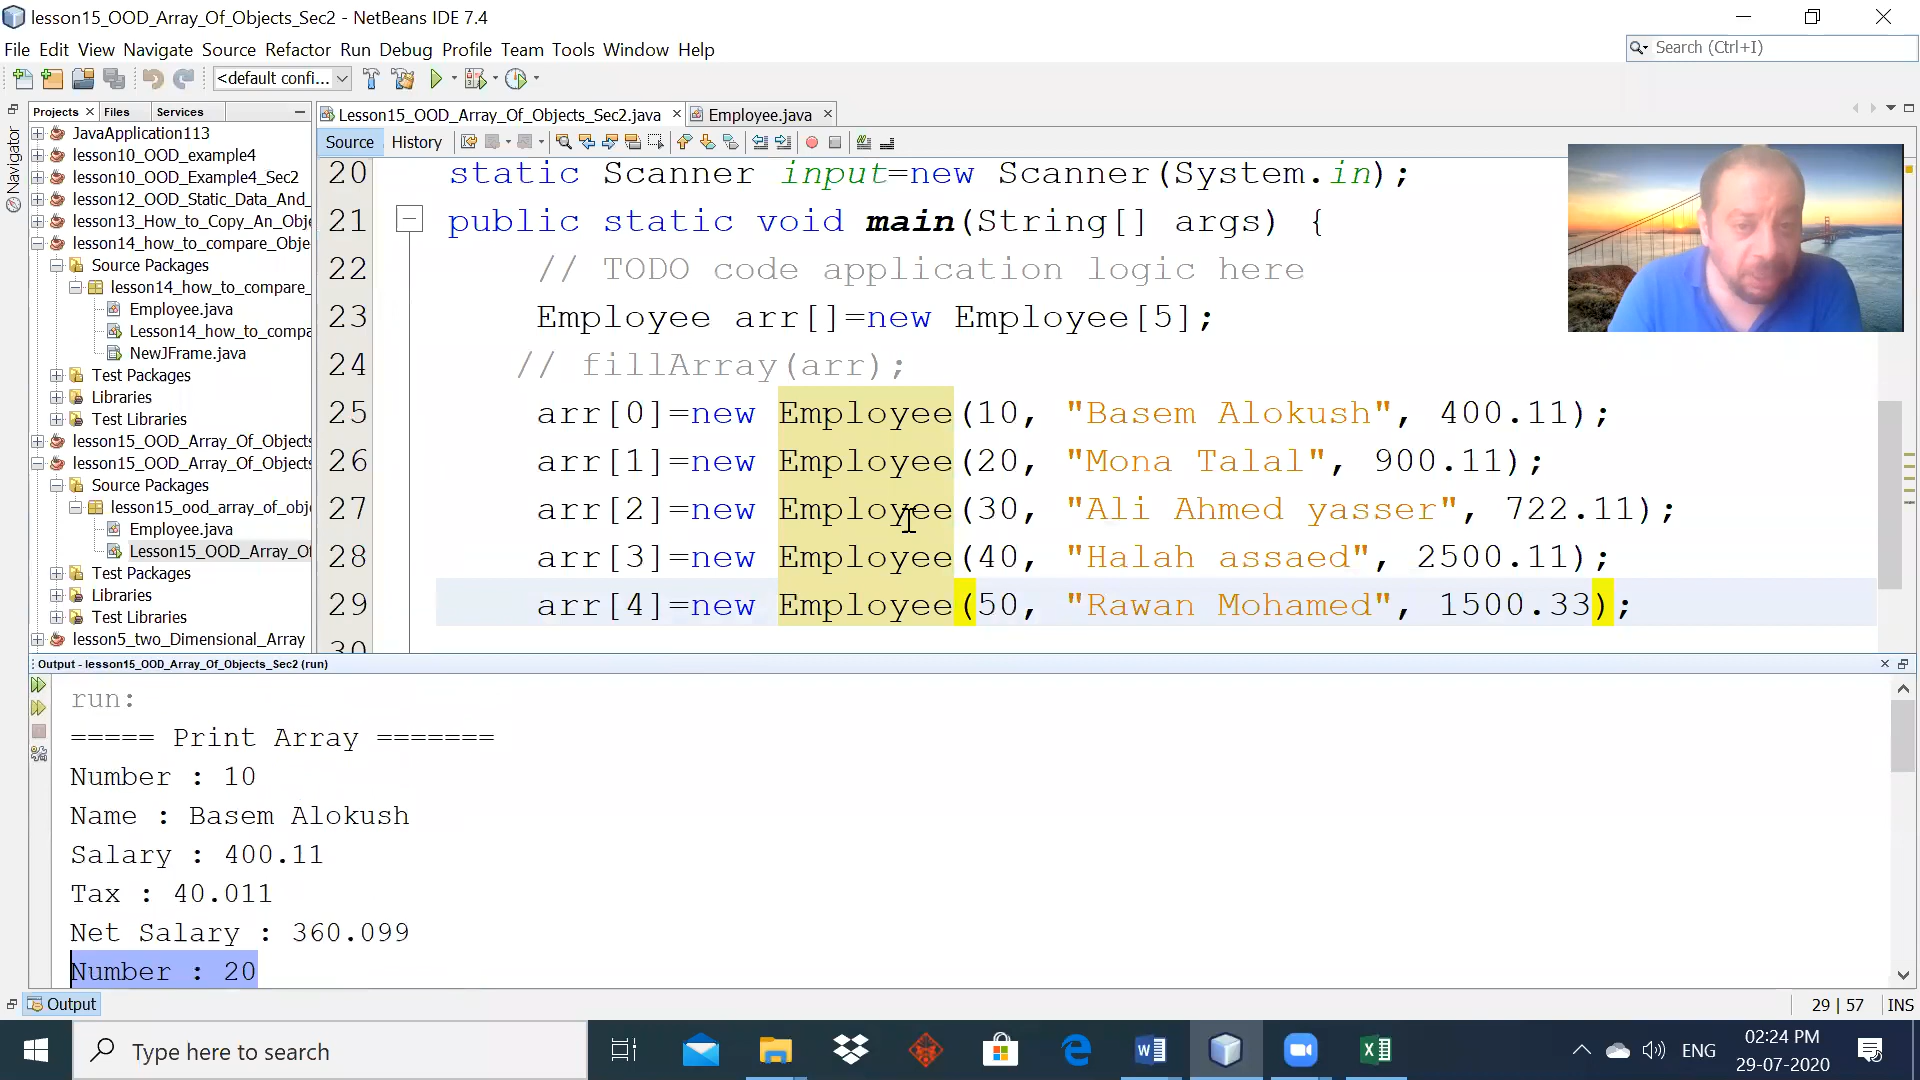 lesson15_OOD_Array_Of_Objects_Sec2 - NetBeans IDE 7.4
File Edit View Navigate Source Refactor Run Debug Profile Team Tools Window Help
Search (Ctrl+I)
<default confi...
Projects Files Services
Navigator
JavaApplication113
lesson10_OOD_example4
lesson10_OOD_Example4_Sec2
lesson12_OOD_Static_Data_And_
lesson13_How_to_Copy_An_Obje
lesson14_how_to_compare_Obje
Source Packages
lesson14_how_to_compare_
Employee.java
Lesson14_how_to_compa
NewJFrame.java
Test Packages
Libraries
Test Libraries
lesson15_OOD_Array_Of_Objects
lesson15_OOD_Array_Of_Objects
Source Packages
lesson15_ood_array_of_obj
Employee.java
Lesson15_OOD_Array_Of
Test Packages
Libraries
Test Libraries
lesson5_two_Dimensional_Array
Lesson15_OOD_Array_Of_Objects_Sec2.java Employee.java
Source History
20 static Scanner input=new Scanner(System.in);
21 public static void main(String[] args) {
22 // TODO code application logic here
23 Employee arr[]=new Employee[5];
24 // fillArray(arr);
25 arr[0]=new Employee(10, "Basem Alokush", 400.11);
26 arr[1]=new Employee(20, "Mona Talal", 900.11);
27 arr[2]=new Employee(30, "Ali Ahmed yasser", 722.11);
28 arr[3]=new Employee(40, "Halah assaed", 2500.11);
29 arr[4]=new Employee(50, "Rawan Mohamed", 1500.33);
30
Output - lesson15_OOD_Array_Of_Objects_Sec2 (run)
run:
===== Print Array =======
Number : 10
Name : Basem Alokush
Salary : 400.11
Tax : 40.011
Net Salary : 360.099
Number : 20
Output
29 | 57 INS
Type here to search
ENG
02:24 PM
29-07-2020